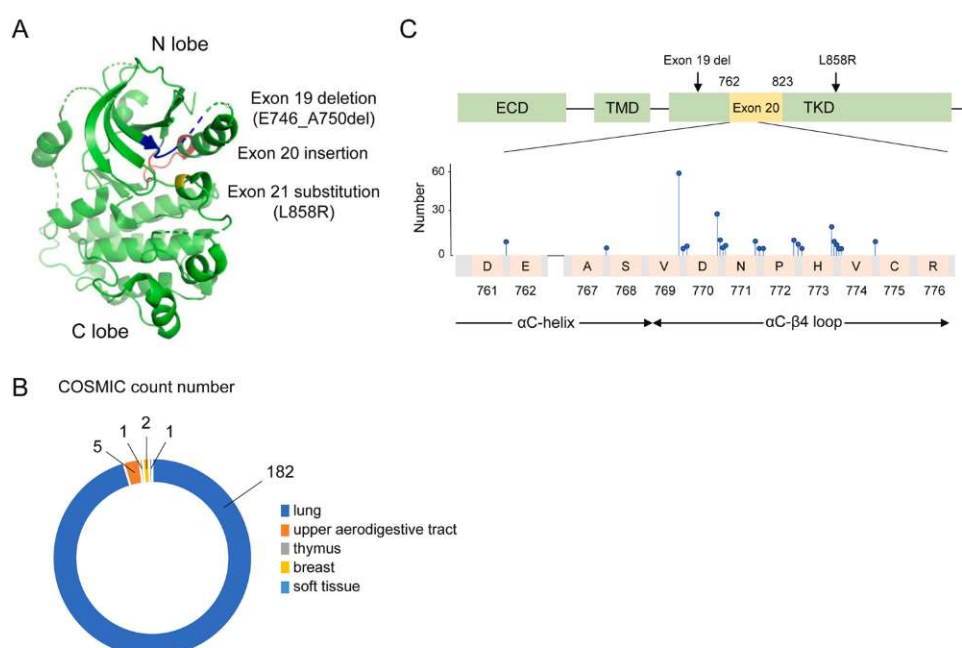 A
N lobe
Exon 19 deletion
(E746_A750del)
Exon 20 insertion
Exon 21 substitution
(L858R)
C lobe
B
COSMIC count number
5 1 2 1
182
lung
upper aerodigestive tract
thymus
breast
soft tissue
C
Exon 19 del L858R
762 823
ECD TMD Exon 20 TKD
Number
60
30
0
D E A S V D N P H V C R
761 762 767 768 769 770 771 772 773 774 775 776
αC-helix αC-β4 loop